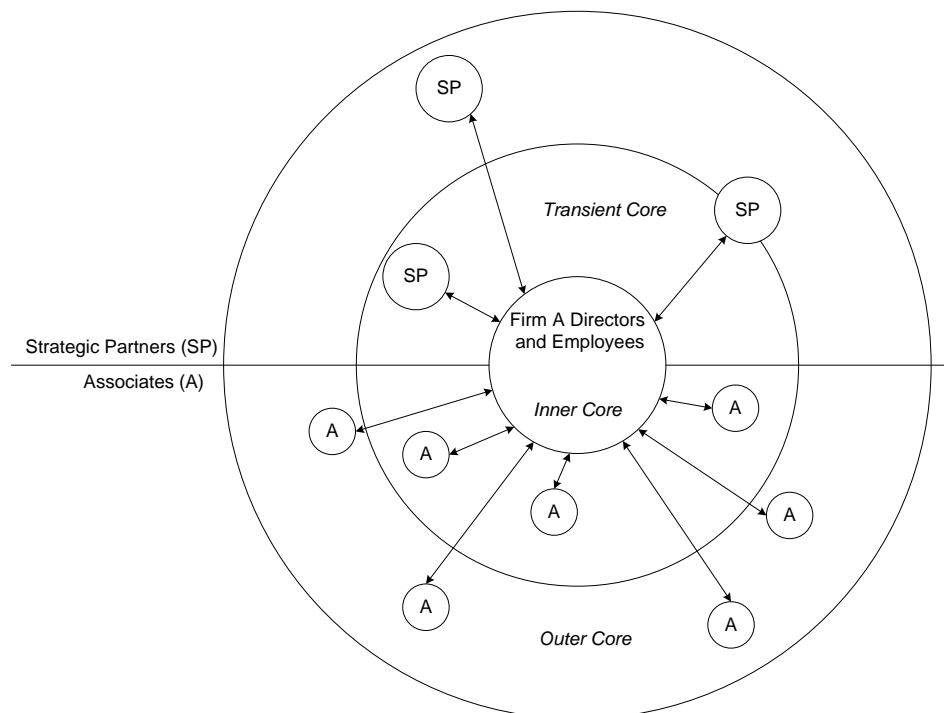 SP
Transient Core
SP
SP
Firm A Directors
and Employees
Strategic Partners (SP)
Associates (A)
Inner Core
A
A
A
A
A
A
A
Outer Core